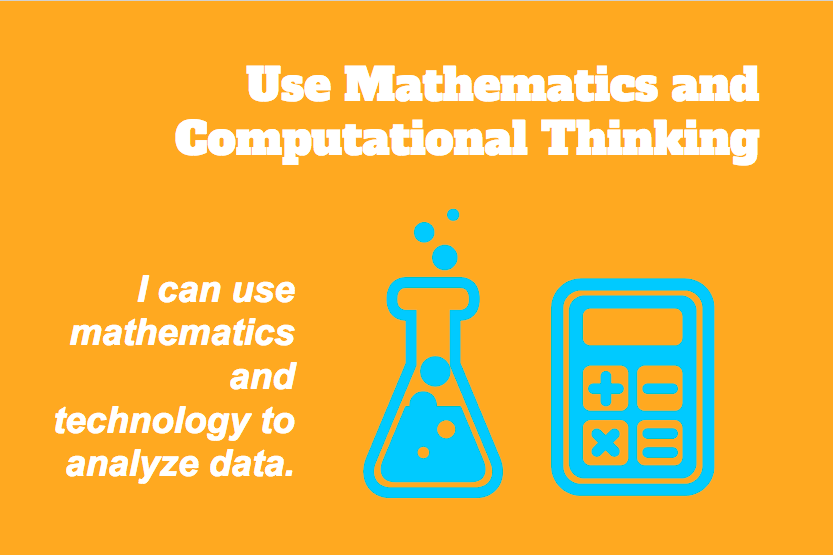 Use Mathematics and
Computational Thinking
I can use
mathematics
and
technology to
analyze data.